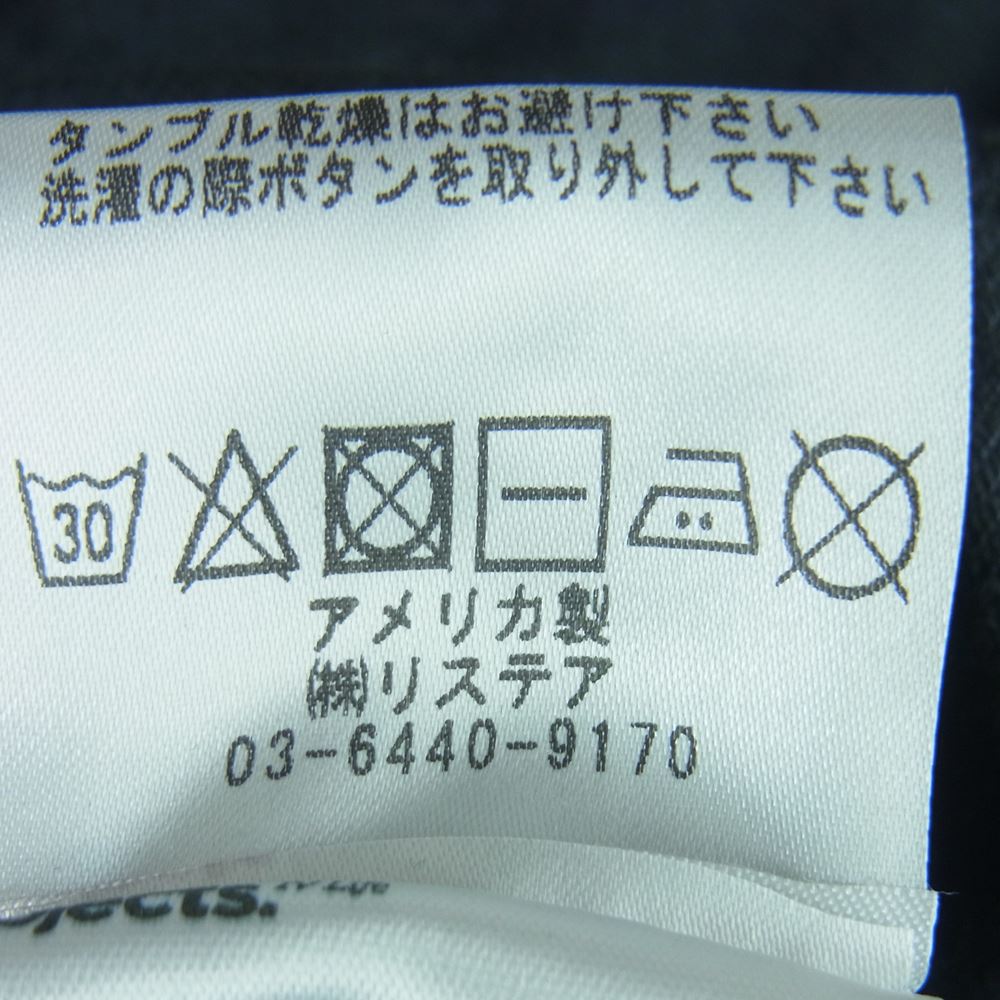 タンブル乾燥はお避け下さい
洗濯の際ボタンを取り外して下さい
30
アメリカ製
㈱リステア
03-6440-9170